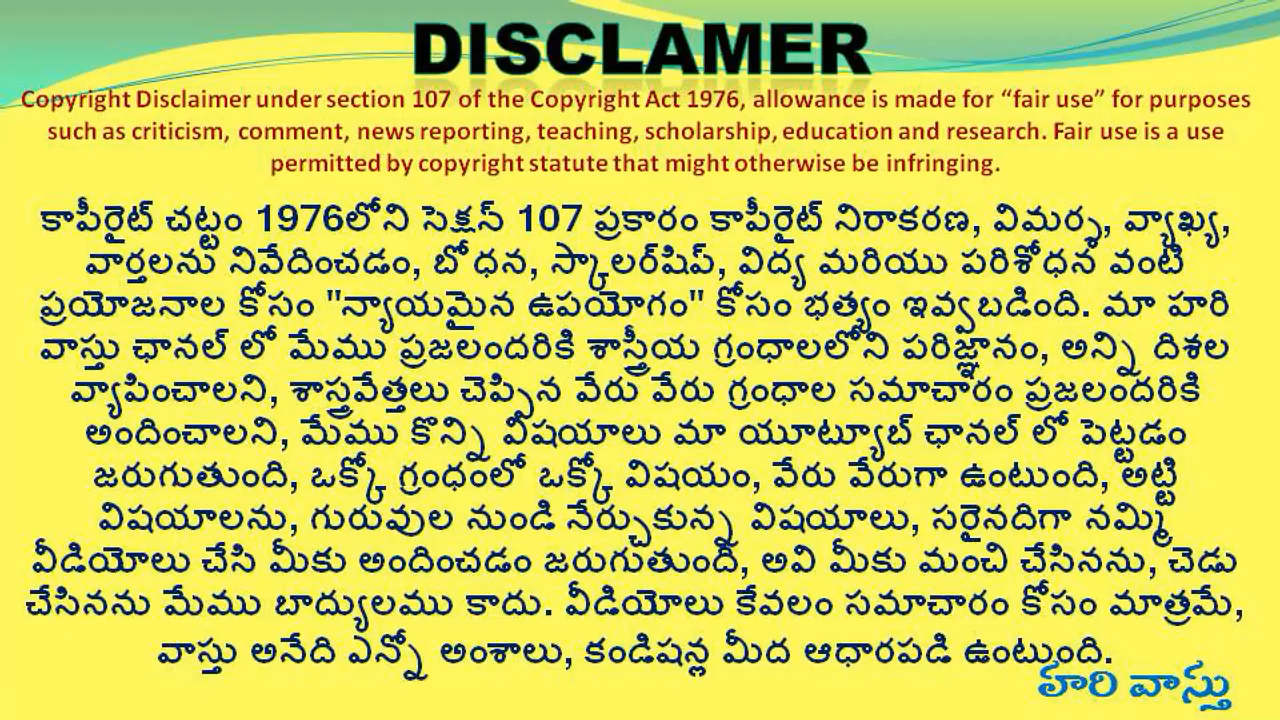 DISCLAMER
Copyright Disclaimer under section 107 of the Copyright Act 1976, allowance is made for “fair use” for purposes
such as criticism, comment, news reporting, teaching, scholarship, education and research. Fair use is a use
permitted by copyright statute that might otherwise be infringing.
కాపీరైట్ చట్టం 1976లోని సెక్షన్ 107 ప్రకారం కాపీరైట్ నిరాకరణ, విమర్శ, వ్యాఖ్య,
వార్తలను నివేదించడం, బోధన, స్కాలర్‌షిప్, విద్య మరియు పరిశోధన వంటి
ప్రయోజనాల కోసం "న్యాయమైన ఉపయోగం" కోసం భత్యం ఇవ్వబడింది. మా హరి
వాస్తు ఛానల్ లో మేము ప్రజలందరికి శాస్త్రీయ గ్రంధాలలోని పరిజ్ఞానం, అన్ని దిశల
వ్యాపించాలని, శాస్త్రవేత్తలు చెప్పిన వేరు వేరు గ్రంధాల సమాచారం ప్రజలందరికి
అందించాలని, మేము కొన్ని విషయాలు మా యూట్యూబ్ ఛానల్ లో పెట్టడం
జరుగుతుంది, ఒక్కో గ్రంధంలో ఒక్కో విషయం, వేరు వేరుగా ఉంటుంది, అట్టి
విషయాలను, గురువుల నుండి నేర్చుకున్న విషయాలు, సరైనదిగా నమ్మి
వీడియోలు చేసి మీకు అందించడం జరుగుతుంది, అవి మీకు మంచి చేసినను, చెడు
చేసినను మేము బాద్యులము కాదు. వీడియోలు కేవలం సమాచారం కోసం మాత్రమే,
వాస్తు అనేది ఎన్నో అంశాలు, కండిషన్ల మీద ఆధారపడి ఉంటుంది.
హరి వాస్తు